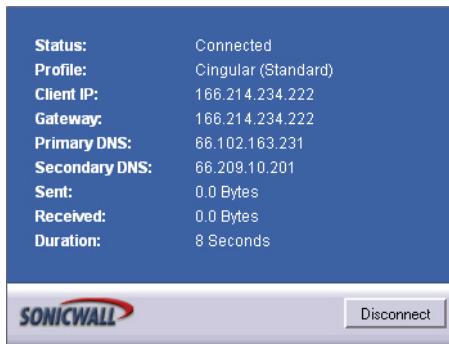 Status: Connected
Profile: Cingular (Standard)
Client IP: 166.214.234.222
Gateway: 166.214.234.222
Primary DNS: 66.102.163.231
Secondary DNS: 66.209.10.201
Sent: 0.0 Bytes
Received: 0.0 Bytes
Duration: 8 Seconds
SONICWALL
Disconnect